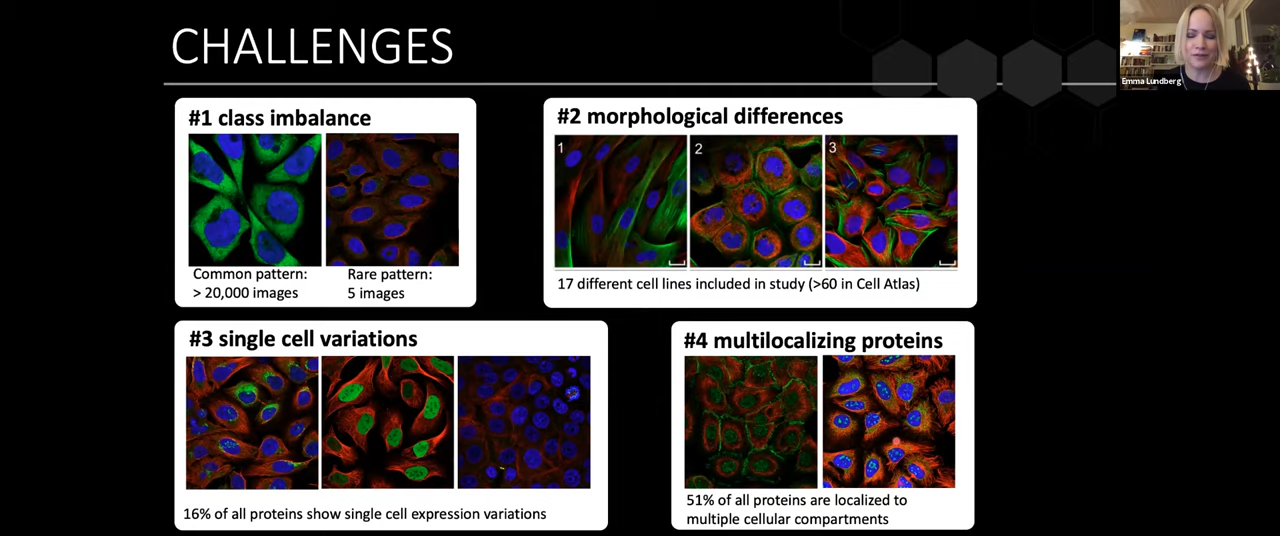 CHALLENGES
Emma Lundberg
#1 class imbalance
Common pattern:
> 20,000 images
Rare pattern:
5 images
#2 morphological differences
1
2
3
17 different cell lines included in study (>60 in Cell Atlas)
#3 single cell variations
16% of all proteins show single cell expression variations
#4 multilocalizing proteins
51% of all proteins are localized to
multiple cellular compartments